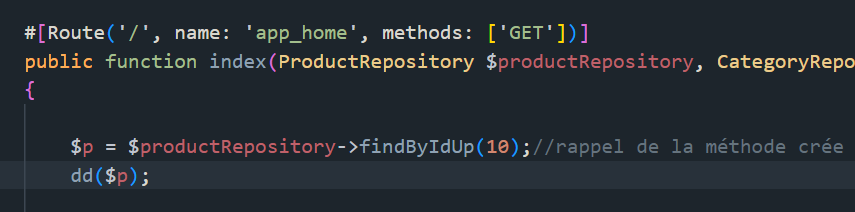 #[Route('/', name: 'app_home', methods: ['GET'])]
public function index(ProductRepository $productRepository, CategoryRepo
{
$p = $productRepository->findByIdUp(10);//rappel de la méthode crée
dd($p);